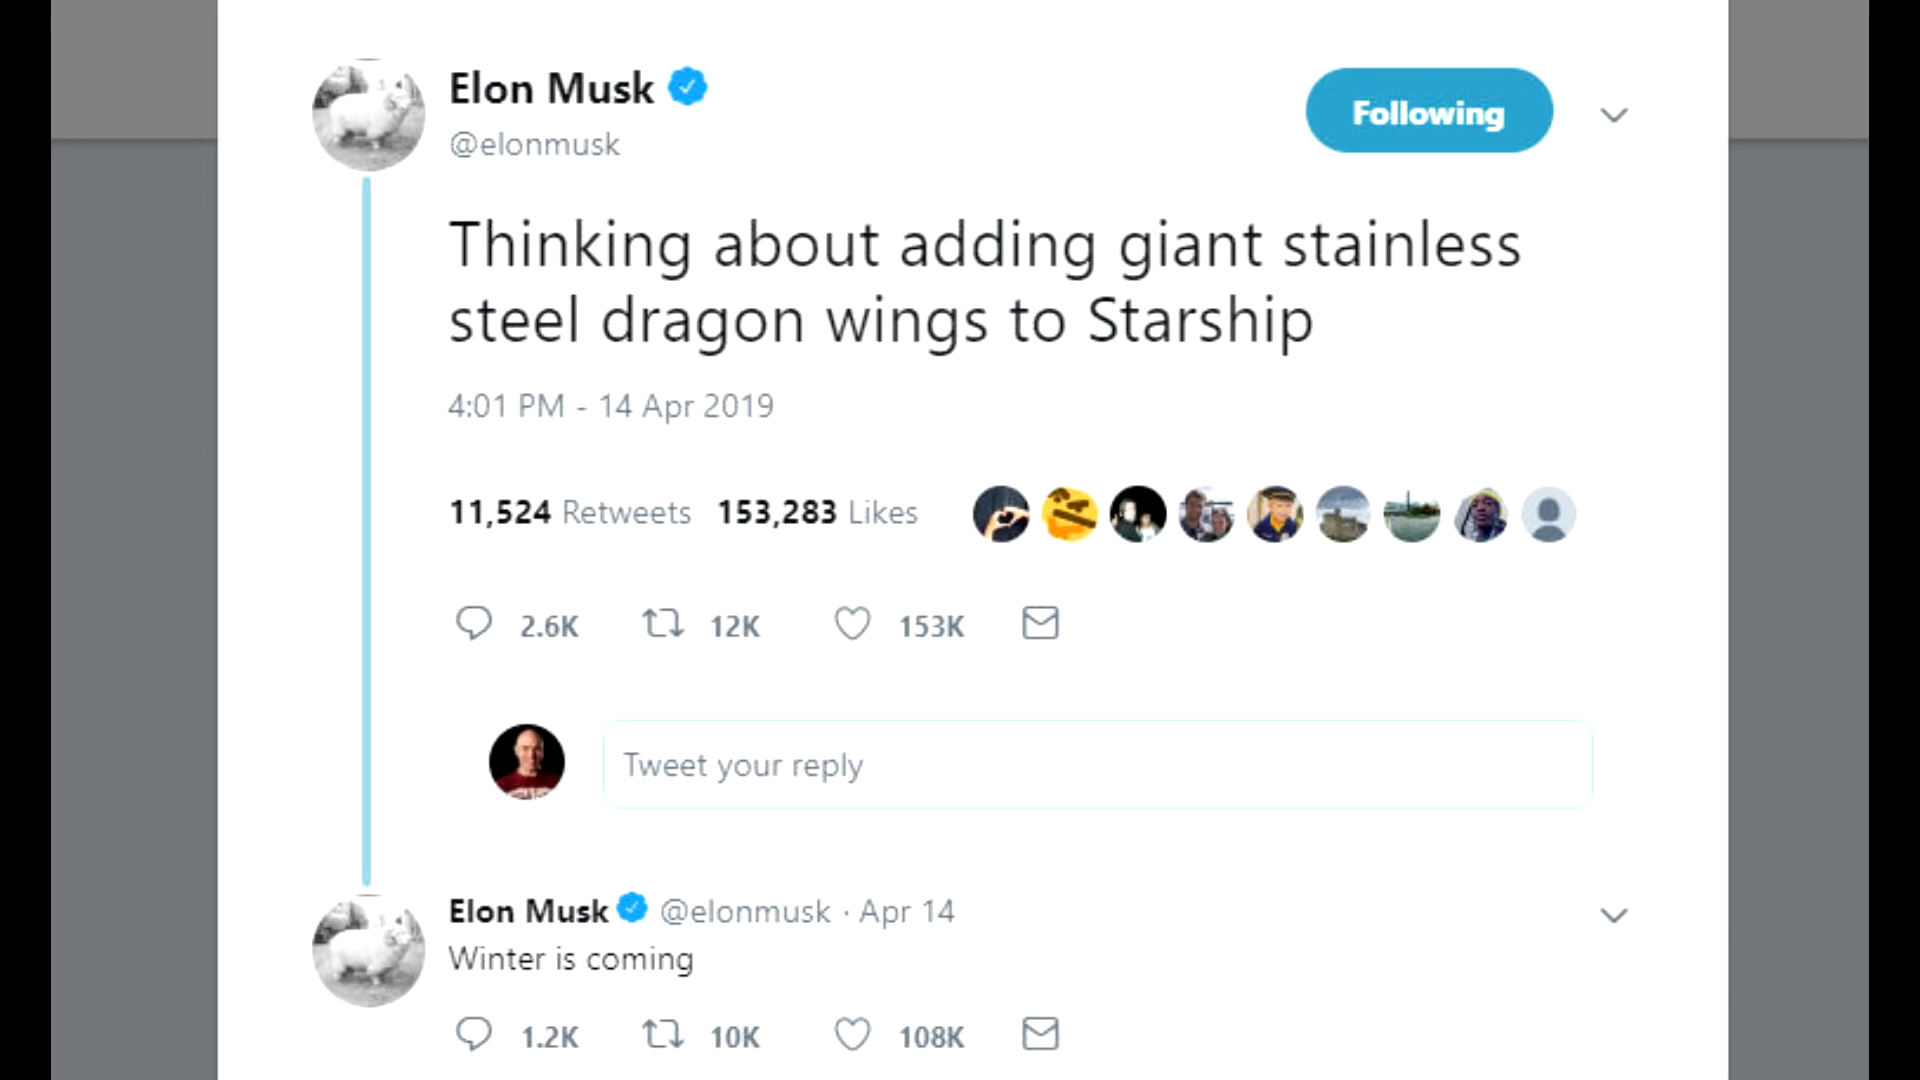 Elon Musk
@elonmusk
Following
Thinking about adding giant stainless
steel dragon wings to Starship
4:01 PM - 14 Apr 2019
11,524 Retweets 153,283 Likes
2.6K 12K 153K
Tweet your reply
Elon Musk @elonmusk · Apr 14
Winter is coming
1.2K 10K 108K